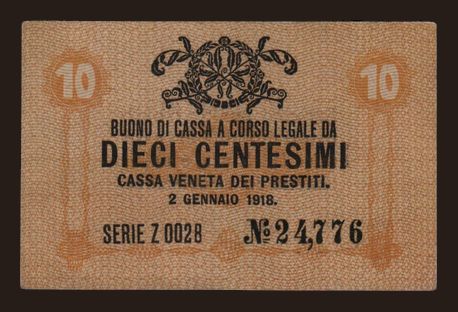 10 10
BUONO DI CASSA A CORSO LEGALE DA
DIECI CENTESIMI
CASSA VENETA DEI PRESTITI.
2 GENNAIO 1918.
SERIE Z 0028 № 24,776